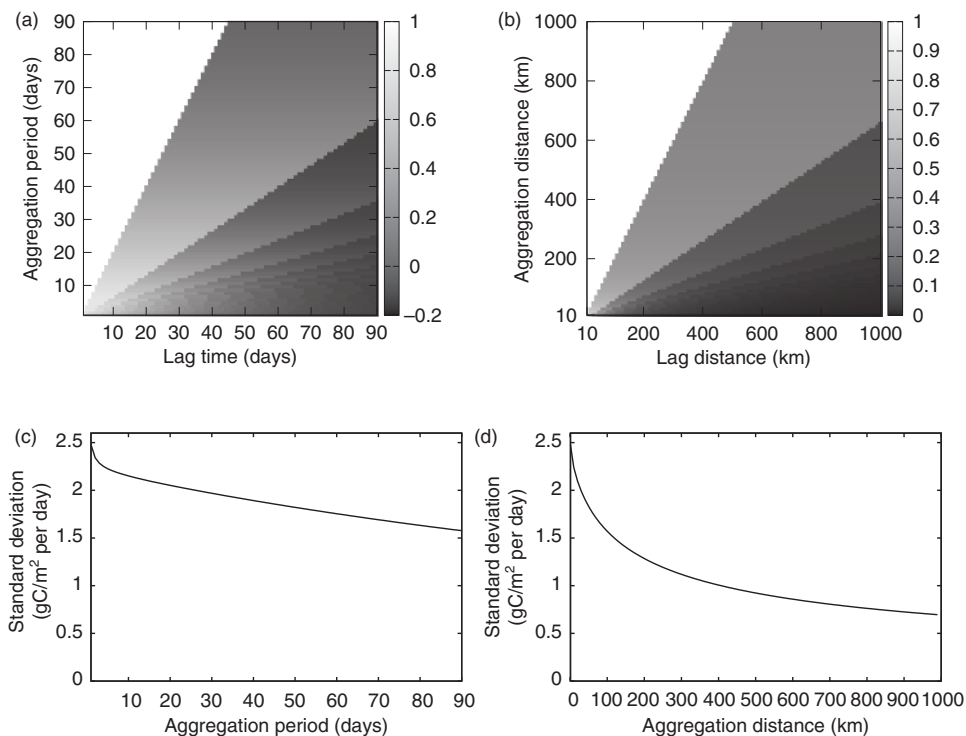 (a)
Aggregation period (days)
90
80
70
60
50
40
30
20
10
10 20 30 40 50 60 70 80 90
Lag time (days)
1
0.8
0.6
0.4
0.2
0
−0.2
(b)
Aggregation distance (km)
1000
800
600
400
200
10
10 200 400 600 800 1000
Lag distance (km)
1
0.9
0.8
0.7
0.6
0.5
0.4
0.3
0.2
0.1
0
(c)
Standard deviation
(gC/m² per day)
2.5
2
1.5
1
0.5
0
10 20 30 40 50 60 70 80 90
Aggregation period (days)
(d)
Standard deviation
(gC/m² per day)
2.5
2
1.5
1
0.5
0
0 100 200 300 400 500 600 700 800 900 1000
Aggregation distance (km)